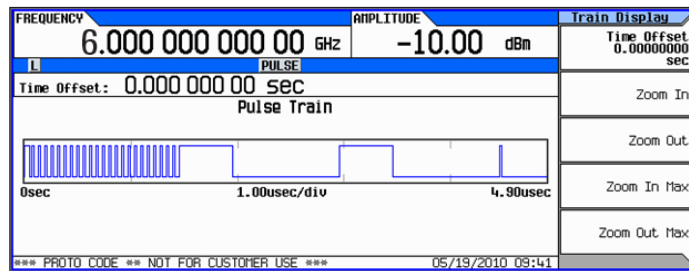 FREQUENCY
AMPLITUDE
6.000 000 000 00 GHz
-10.00 dBm
L
PULSE
Time Offset: 0.000 000 00 sec
Pulse Train
0sec
1.00usec/div
4.90usec
*** PROTO CODE ** NOT FOR CUSTOMER USE ***
05/19/2010 09:41
Train Display
Time Offset
0.00000000
sec
Zoom In
Zoom Out
Zoom In Max
Zoom Out Max